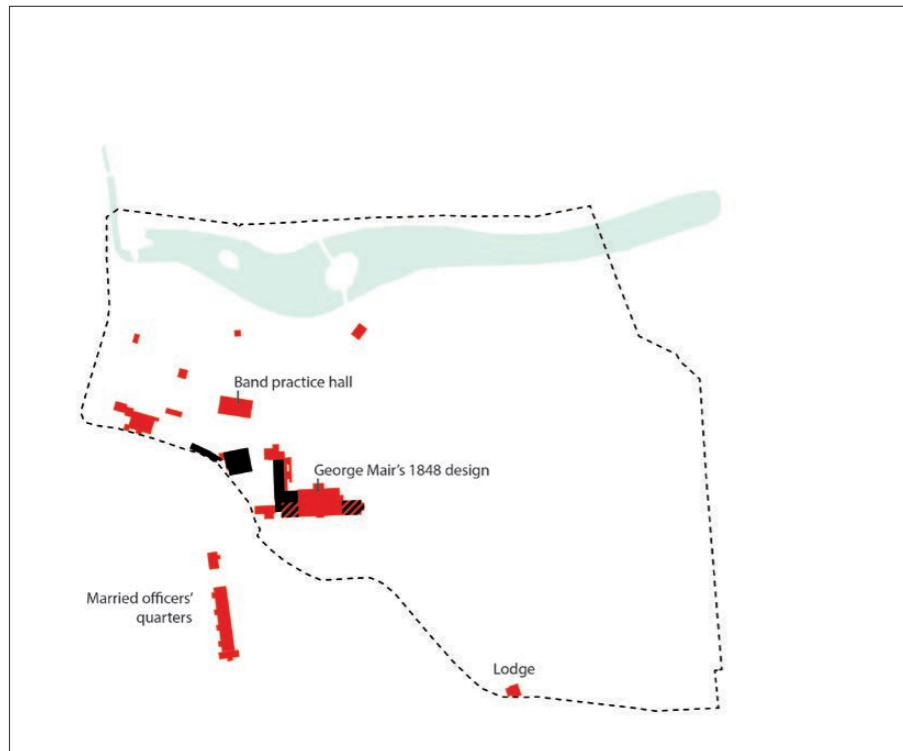 Band practice hall
George Mair's 1848 design
Married officers'
quarters
Lodge